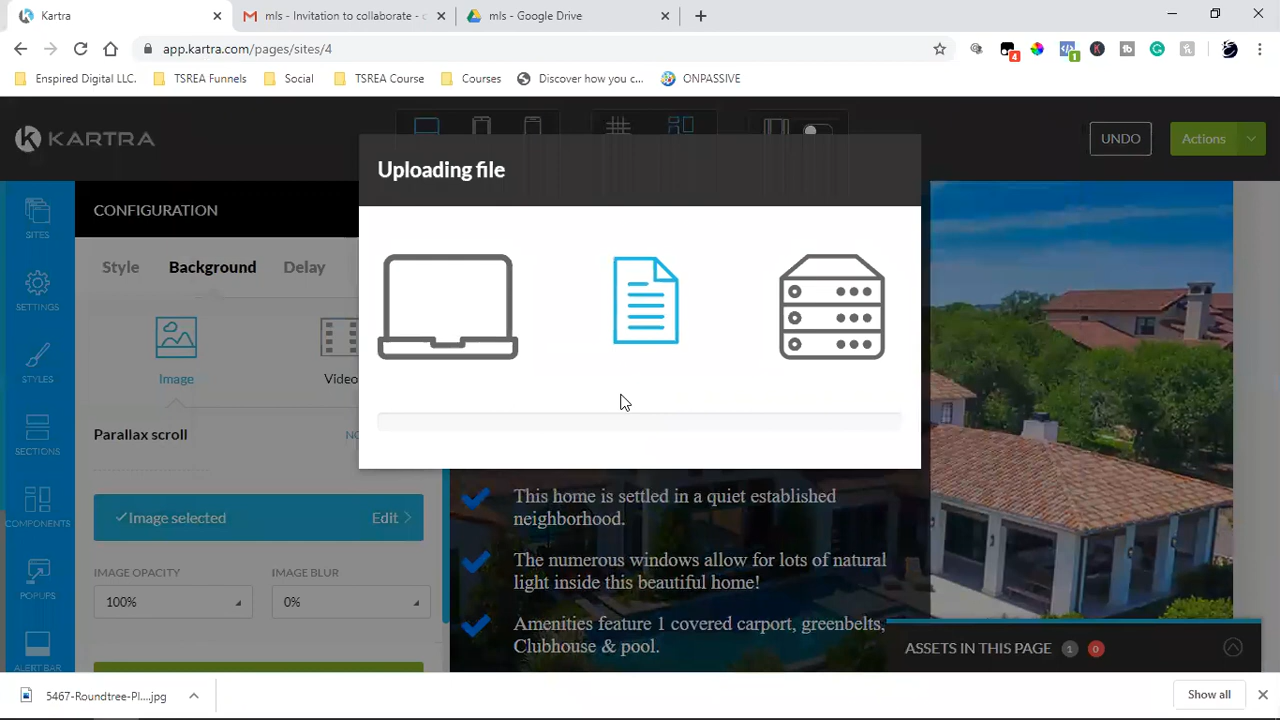 Kartra
mls - Invitation to collaborate - c
mls - Google Drive
app.kartra.com/pages/sites/4
4
1
Enspired Digital LLC.
TSREA Funnels
Social
TSREA Course
Courses
Discover how you c...
ONPASSIVE
KARTRA
UNDO
Actions
Uploading file
SITES
SETTINGS
STYLES
SECTIONS
COMPONENTS
POPUPS
ALERT BAR
CONFIGURATION
Style
Background
Delay
Image
Video
Parallax scroll
NO
Image selected
Edit
IMAGE OPACITY
IMAGE BLUR
100%
0%
This home is settled in a quiet established
neighborhood.
The numerous windows allow for lots of natural
light inside this beautiful home!
Amenities feature 1 covered carport, greenbelts,
Clubhouse & pool.
ASSETS IN THIS PAGE 1 0
5467-Roundtree-Pl....jpg
Show all